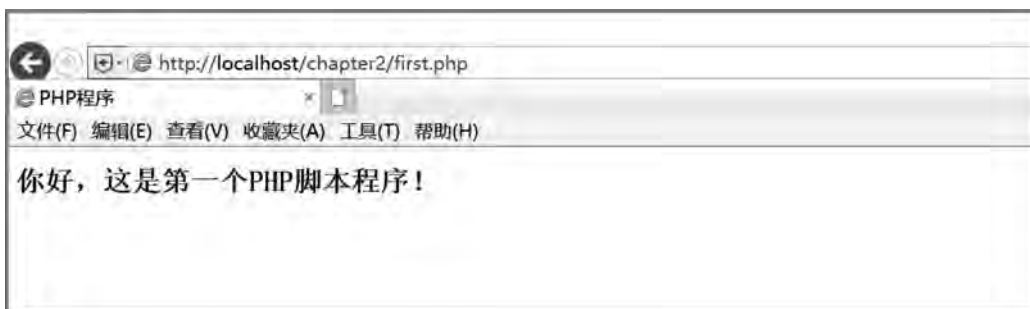 http://localhost/chapter2/first.php
PHP程序 ×
文件(F) 编辑(E) 查看(V) 收藏夹(A) 工具(T) 帮助(H)
你好，这是第一个PHP脚本程序！